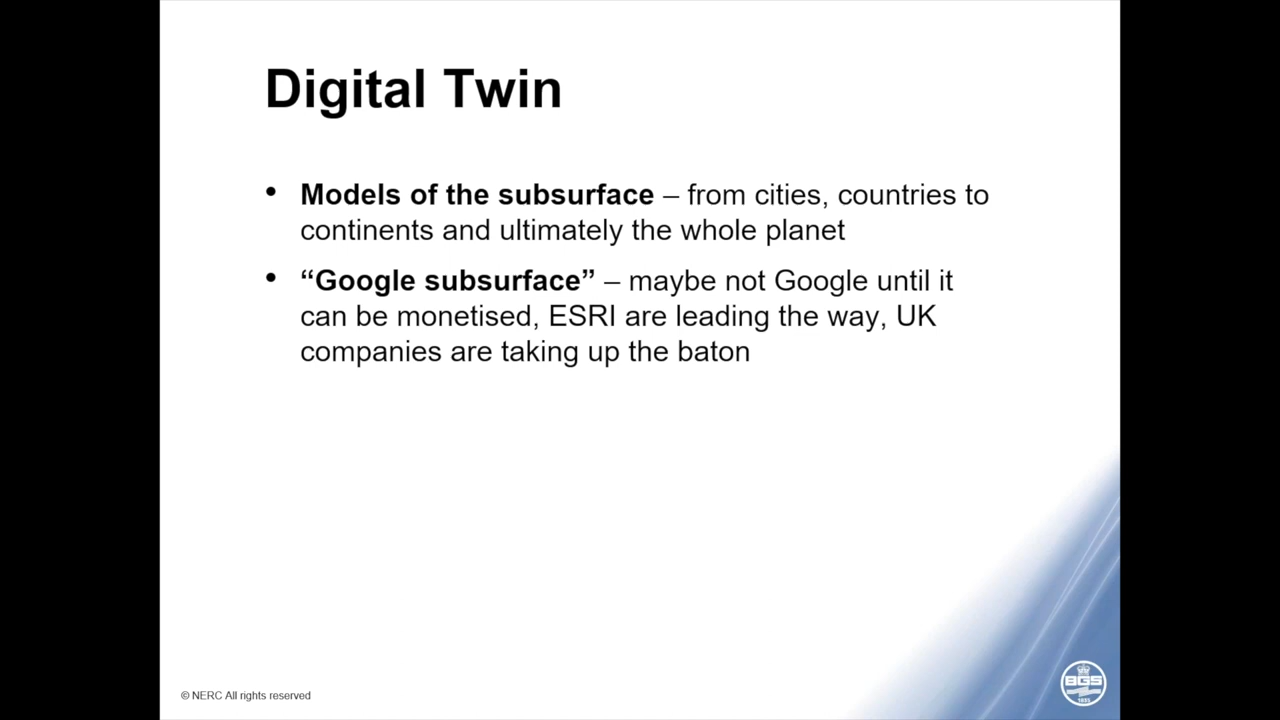 Digital Twin
• Models of the subsurface – from cities, countries to
continents and ultimately the whole planet
• “Google subsurface” – maybe not Google until it
can be monetised, ESRI are leading the way, UK
companies are taking up the baton
© NERC All rights reserved
BGS
1835